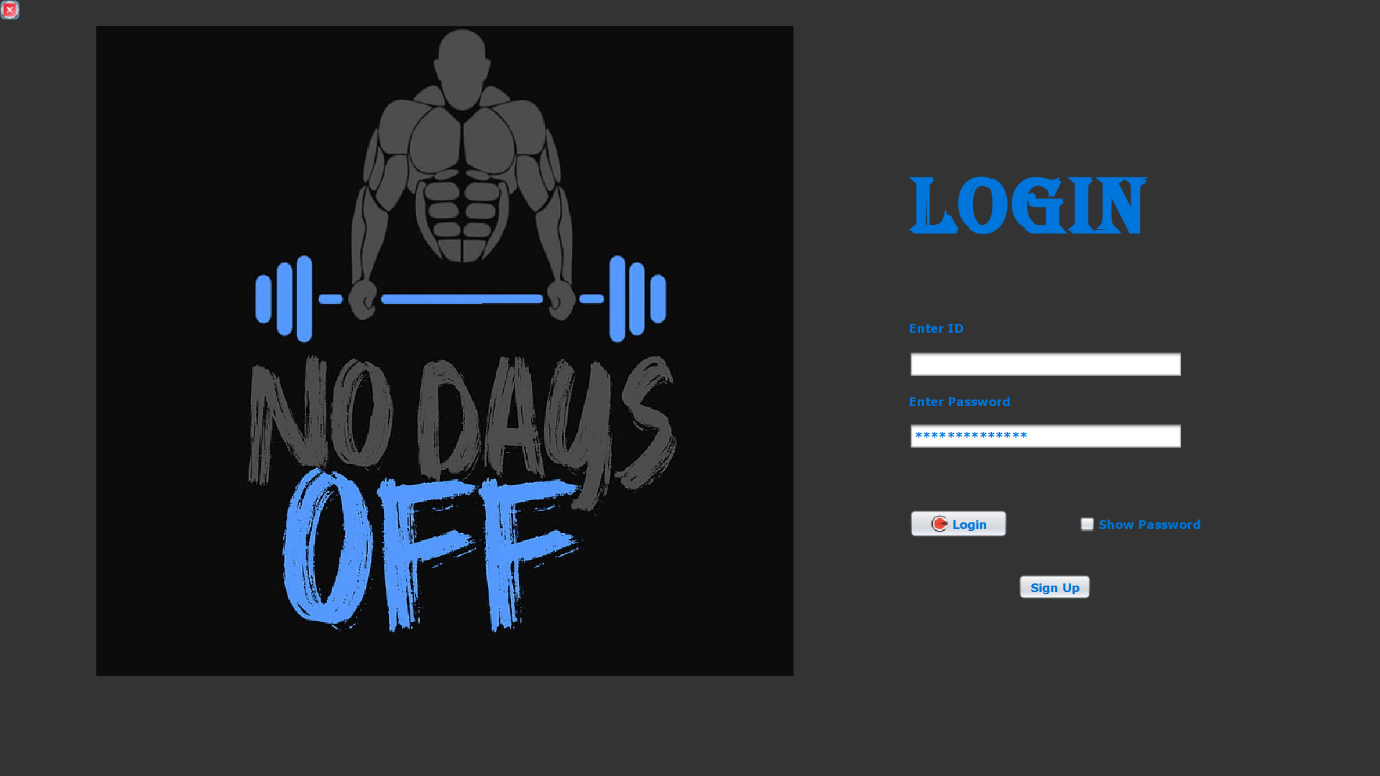 NO DAYS
OFF
LOGIN
Enter ID
Enter Password
**************
Login
Show Password
Sign Up